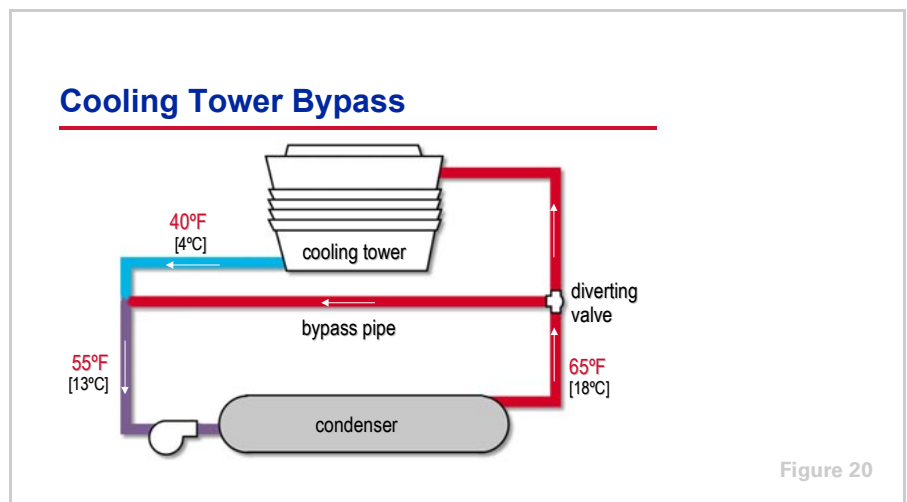 Cooling Tower Bypass
40ºF
[4ºC]
cooling tower
diverting
valve
bypass pipe
55ºF
[13ºC]
65ºF
[18ºC]
condenser
Figure 20